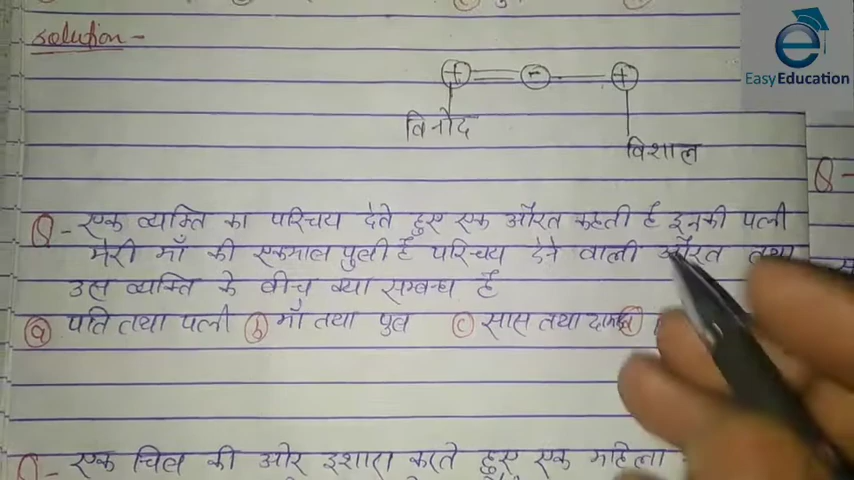 Solution -
EasyEducation
+ - +
विनोद
विशाल
Q - एक व्यक्ति का परिचय देते हुए एक औरत कहती है इनकी पत्नी
मेरी माँ की एकमात्र पुत्री है परिचय देने वाली औरत तथा
उस व्यक्ति के बीच क्या सम्बन्ध है
(a) पति तथा पत्नी (b) माँ तथा पुत्र (c) सास तथा दामाद
Q - एक चित्र की ओर इशारा करते हुए एक महिला
Q -